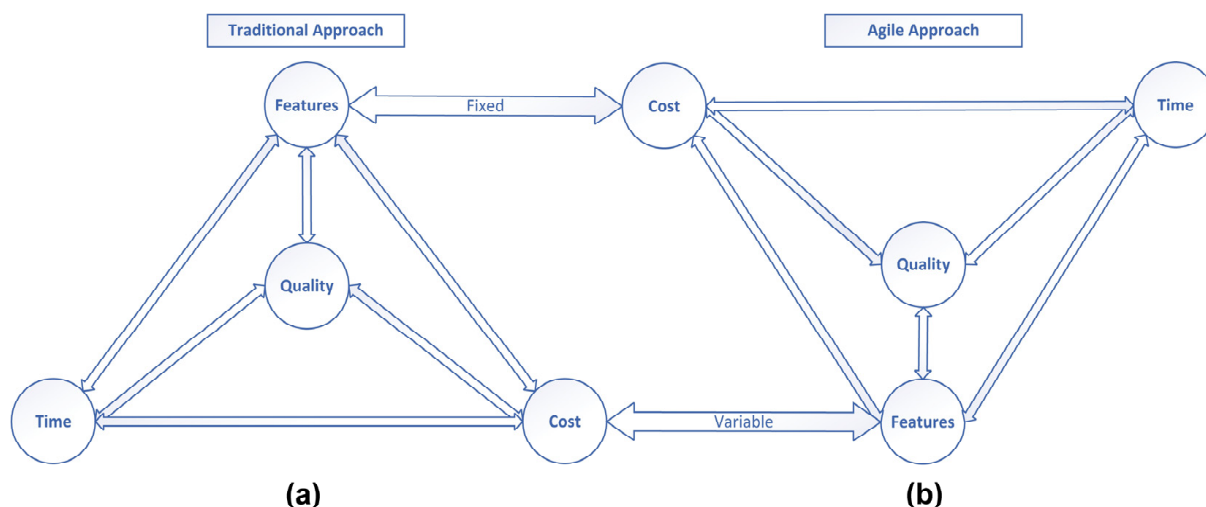 Traditional Approach
Agile Approach
Features
Fixed
Cost
Time
Quality
Quality
Time
Cost
Variable
Features
(a)
(b)